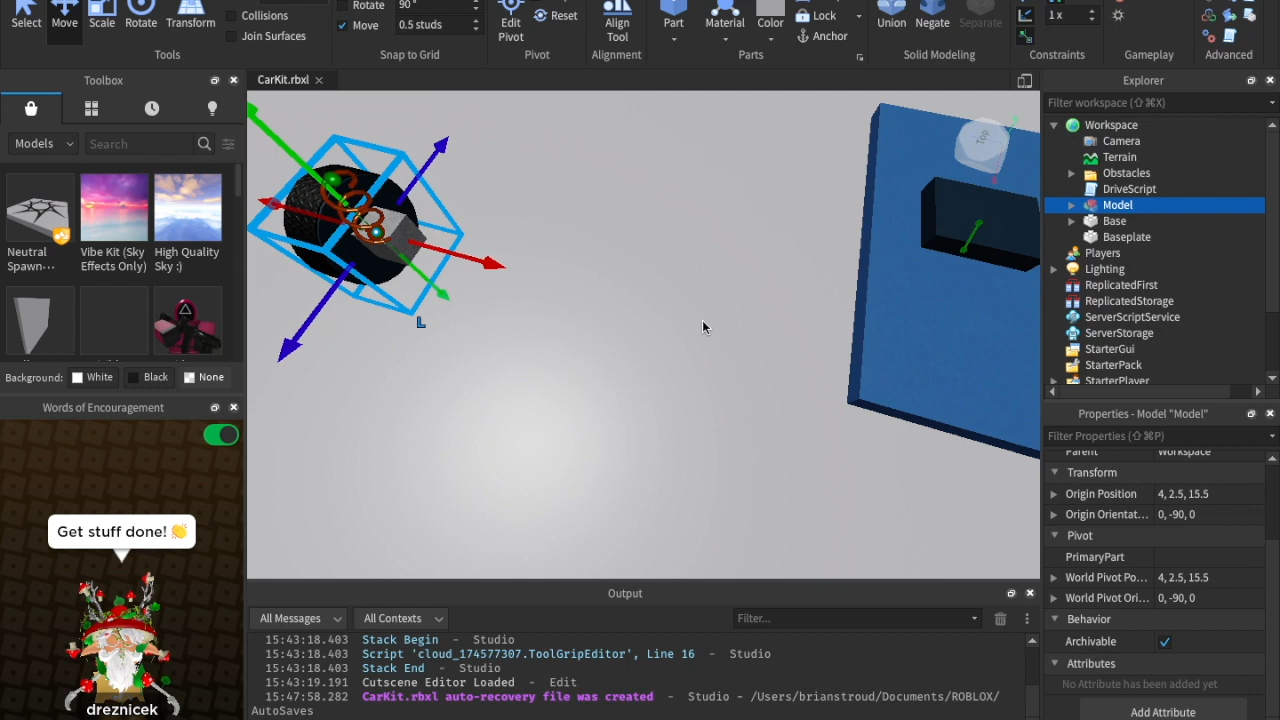 Select
Move
Scale
Rotate
Transform
Collisions
Join Surfaces
Tools
Rotate
90 °
Move
0.5 studs
Snap to Grid
Edit
Pivot
Reset
Pivot
Align
Tool
Alignment
Part
Material
Color
Lock
Anchor
Parts
Union
Negate
Separate
Solid Modeling
1 x
Constraints
Gameplay
Advanced
Toolbox
Models
Search
Neutral
Spawn...
Vibe Kit (Sky
Effects Only)
High Quality
Sky :)
Background:
White
Black
None
Words of Encouragement
Get stuff done! 👏
dreznicek
CarKit.rbxl
Top
L
Output
All Messages
All Contexts
Filter...
15:43:18.403 Stack Begin - Studio
15:43:18.403 Script 'cloud_174577307.ToolGripEditor', Line 16 - Studio
15:43:18.403 Stack End - Studio
15:43:19.191 Cutscene Editor Loaded - Edit
15:47:58.282 CarKit.rbxl auto-recovery file was created - Studio - /Users/brianstroud/Documents/ROBLOX/
AutoSaves
Explorer
Filter workspace (⇧⌘X)
Workspace
Camera
Terrain
Obstacles
DriveScript
Model
Base
Baseplate
Players
Lighting
ReplicatedFirst
ReplicatedStorage
ServerScriptService
ServerStorage
StarterGui
StarterPack
StarterPlayer
Properties - Model "Model"
Filter Properties (⇧⌘P)
Parent Workspace
Transform
Origin Position 4, 2.5, 15.5
Origin Orientat... 0, -90, 0
Pivot
PrimaryPart
World Pivot Po... 4, 2.5, 15.5
World Pivot Ori... 0, -90, 0
Behavior
Archivable
Attributes
No Attribute has been added yet
Add Attribute